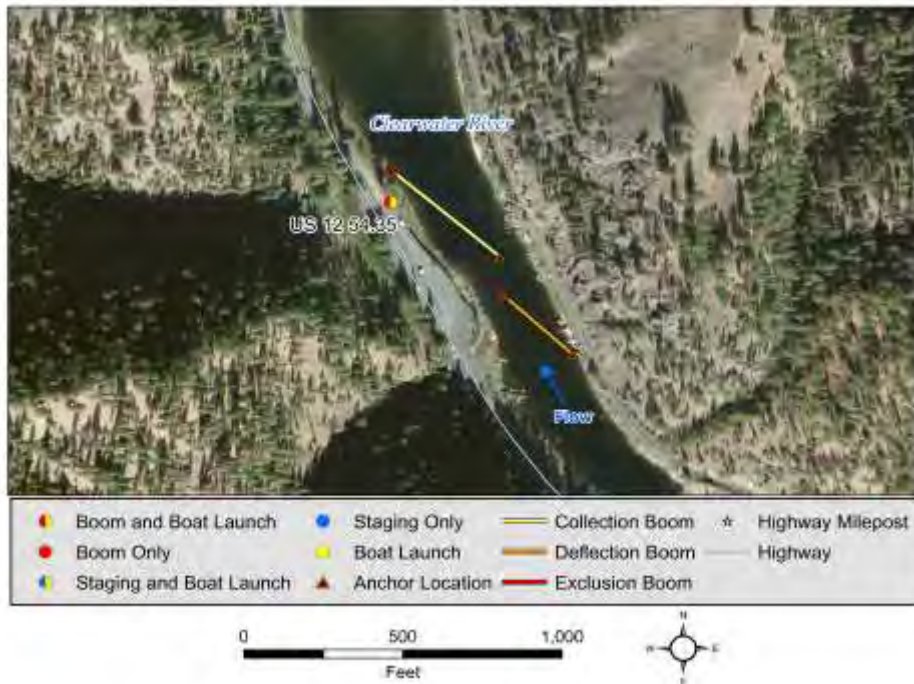 Clearwater River
US 12 54.35
Flow
Boom and Boat Launch
Staging Only
Collection Boom
Highway Milepost
Boom Only
Boat Launch
Deflection Boom
Highway
Staging and Boat Launch
Anchor Location
Exclusion Boom
0 500 1,000
Feet
N
W E
S